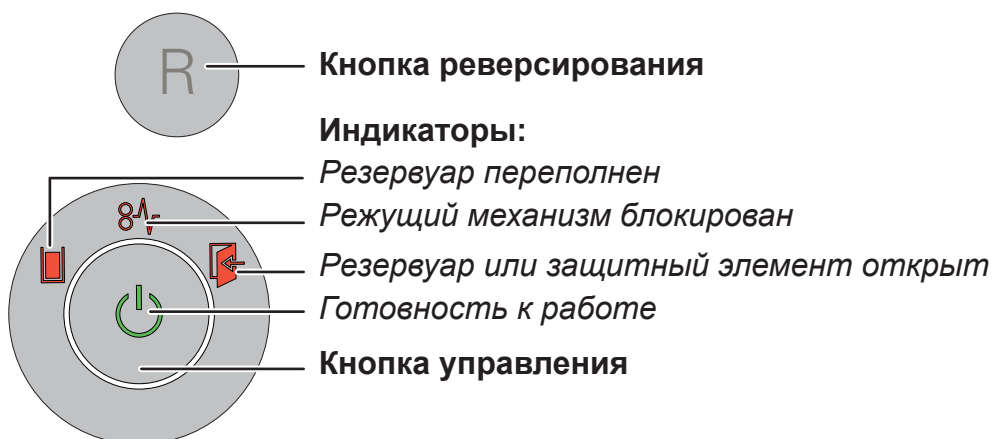 R
Кнопка реверсирования
Индикаторы:
Резервуар переполнен
Режущий механизм блокирован
Резервуар или защитный элемент открыт
Готовность к работе
Кнопка управления